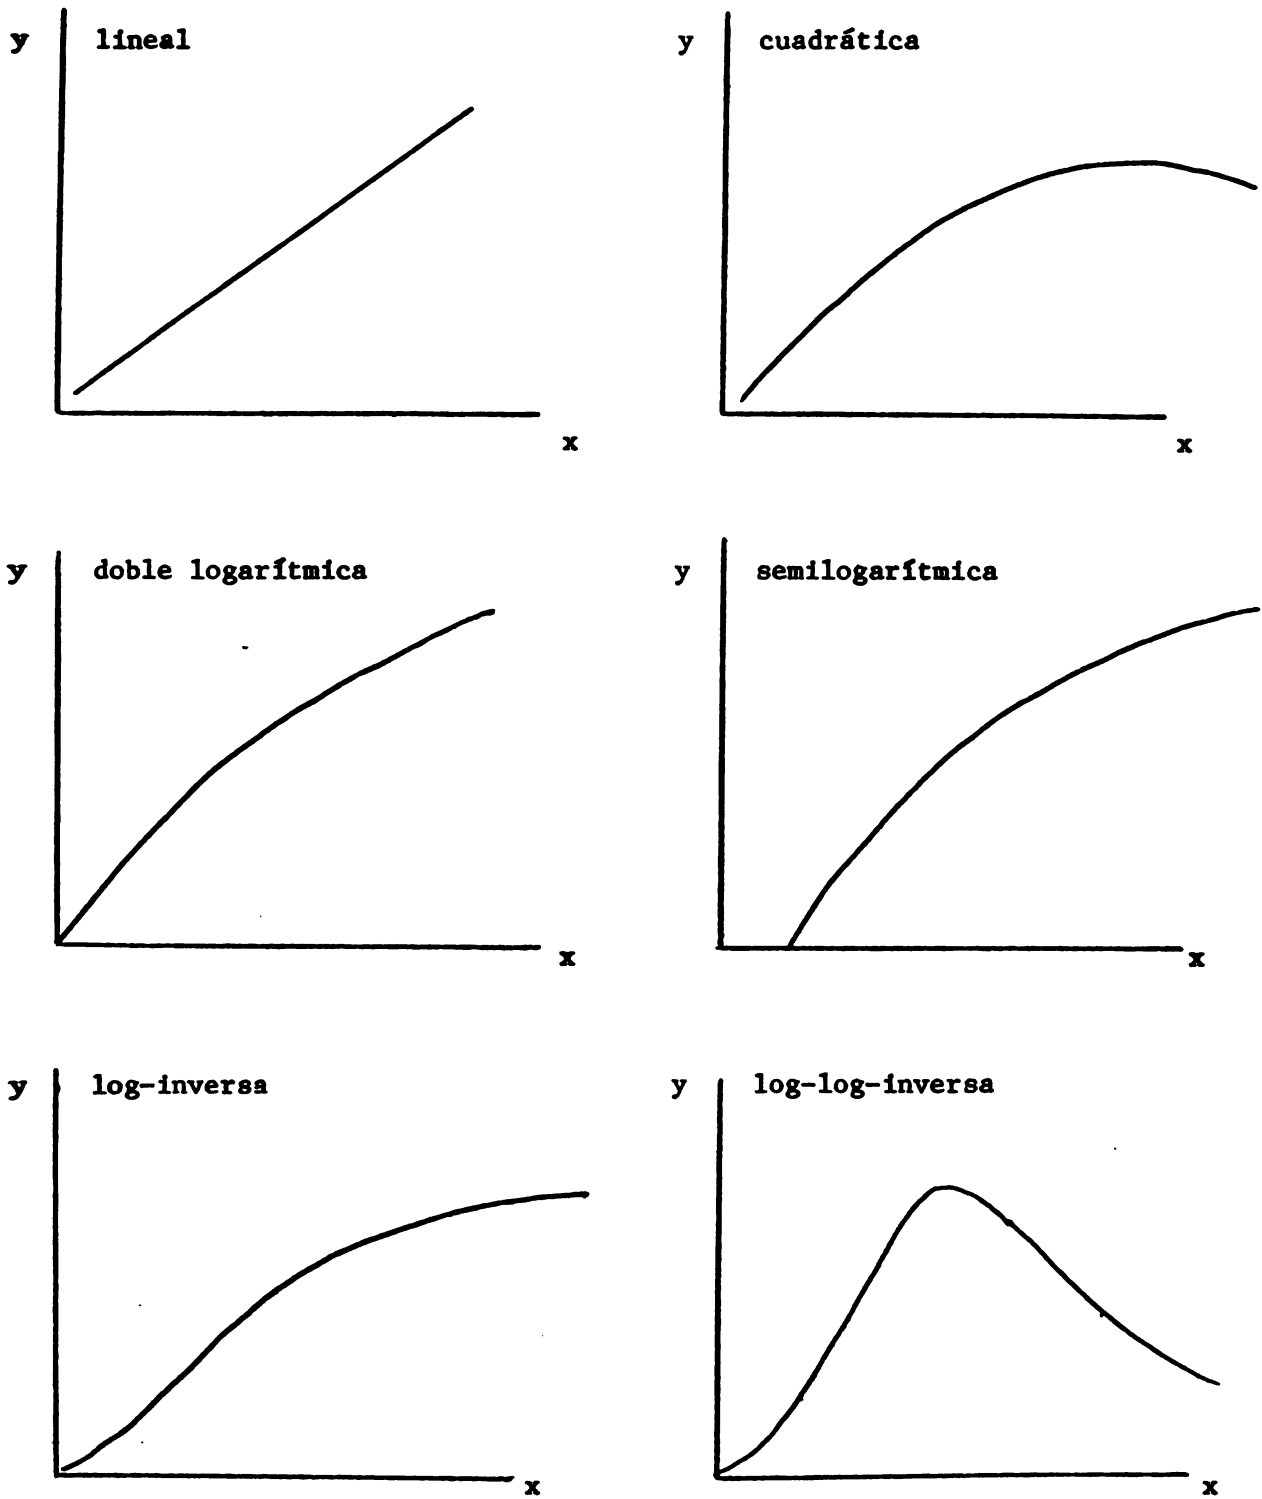 y lineal
x
y cuadrática
x
y doble logarítmica
x
y semilogarítmica
x
y log-inversa
x
y log-log-inversa
x